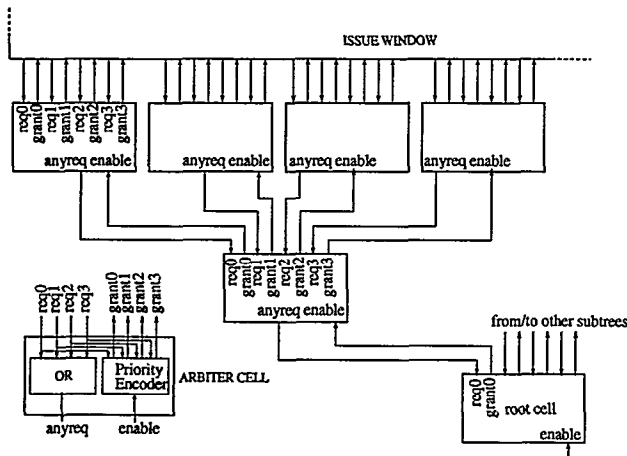 ISSUE WINDOW
req0 grant0 req1 grant1 req2 grant2 req3 grant3
anyreq enable
anyreq enable
anyreq enable
anyreq enable
req0 grant0 req1 grant1 req2 grant2 req3 grant3
anyreq enable
req0 req1 req2 req3 grant0 grant1 grant2 grant3
OR
Priority
Encoder
ARBITER CELL
anyreq enable
from/to other subtrees
req0 grant0
root cell
enable